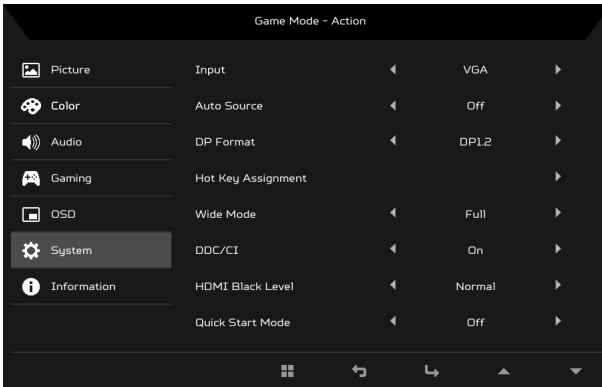 Game Mode - Action
Picture
Input VGA
Color
Auto Source Off
Audio
DP Format DP1.2
Gaming
Hot Key Assignment
OSD
Wide Mode Full
System
DDC/CI On
Information
HDMI Black Level Normal
Quick Start Mode Off